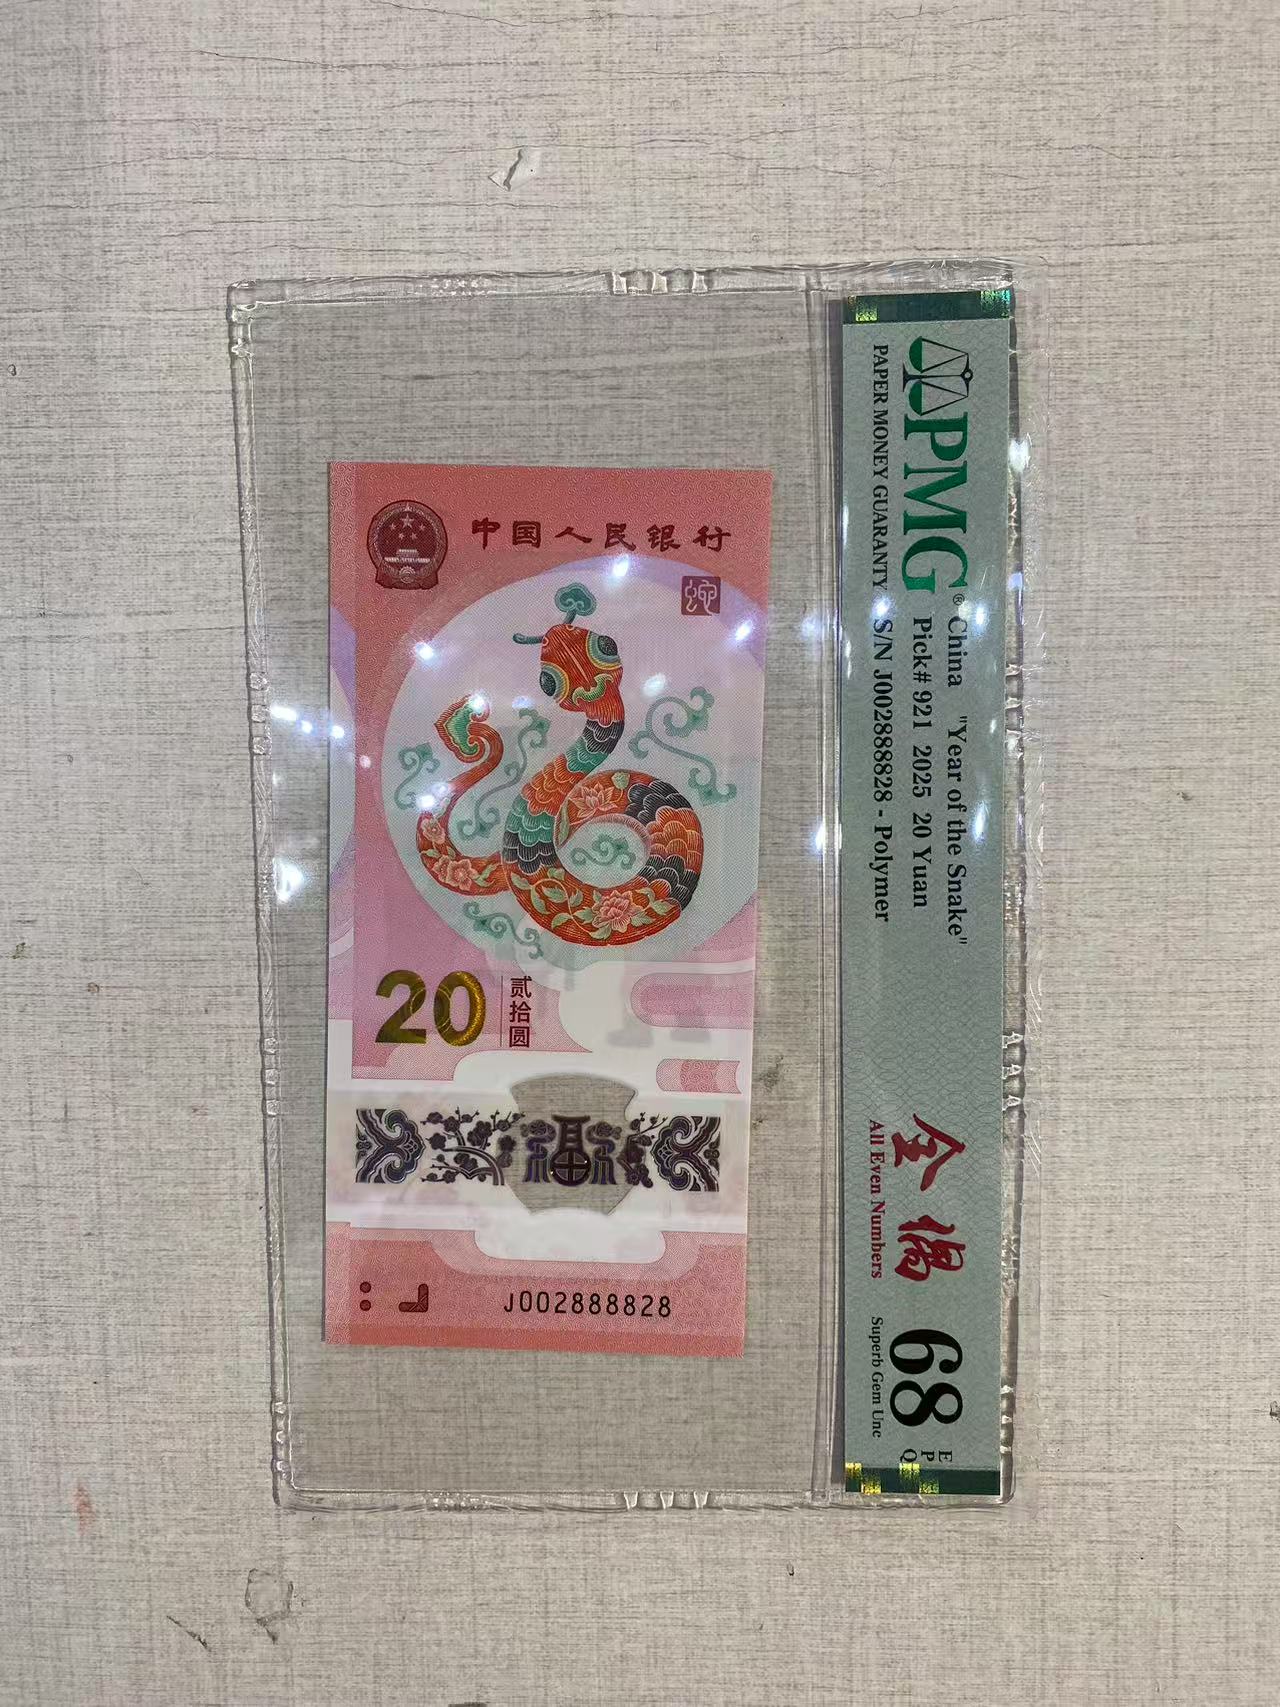 中国人民银行
蛇
20
贰拾圆
J002888828
PMG®
PAPER MONEY GUARANTY
China "Year of the Snake"
Pick# 921 2025 20 Yuan
S/N J002888828 - Polymer
全偶
All Even Numbers
68
EPQ
Superb Gem Unc